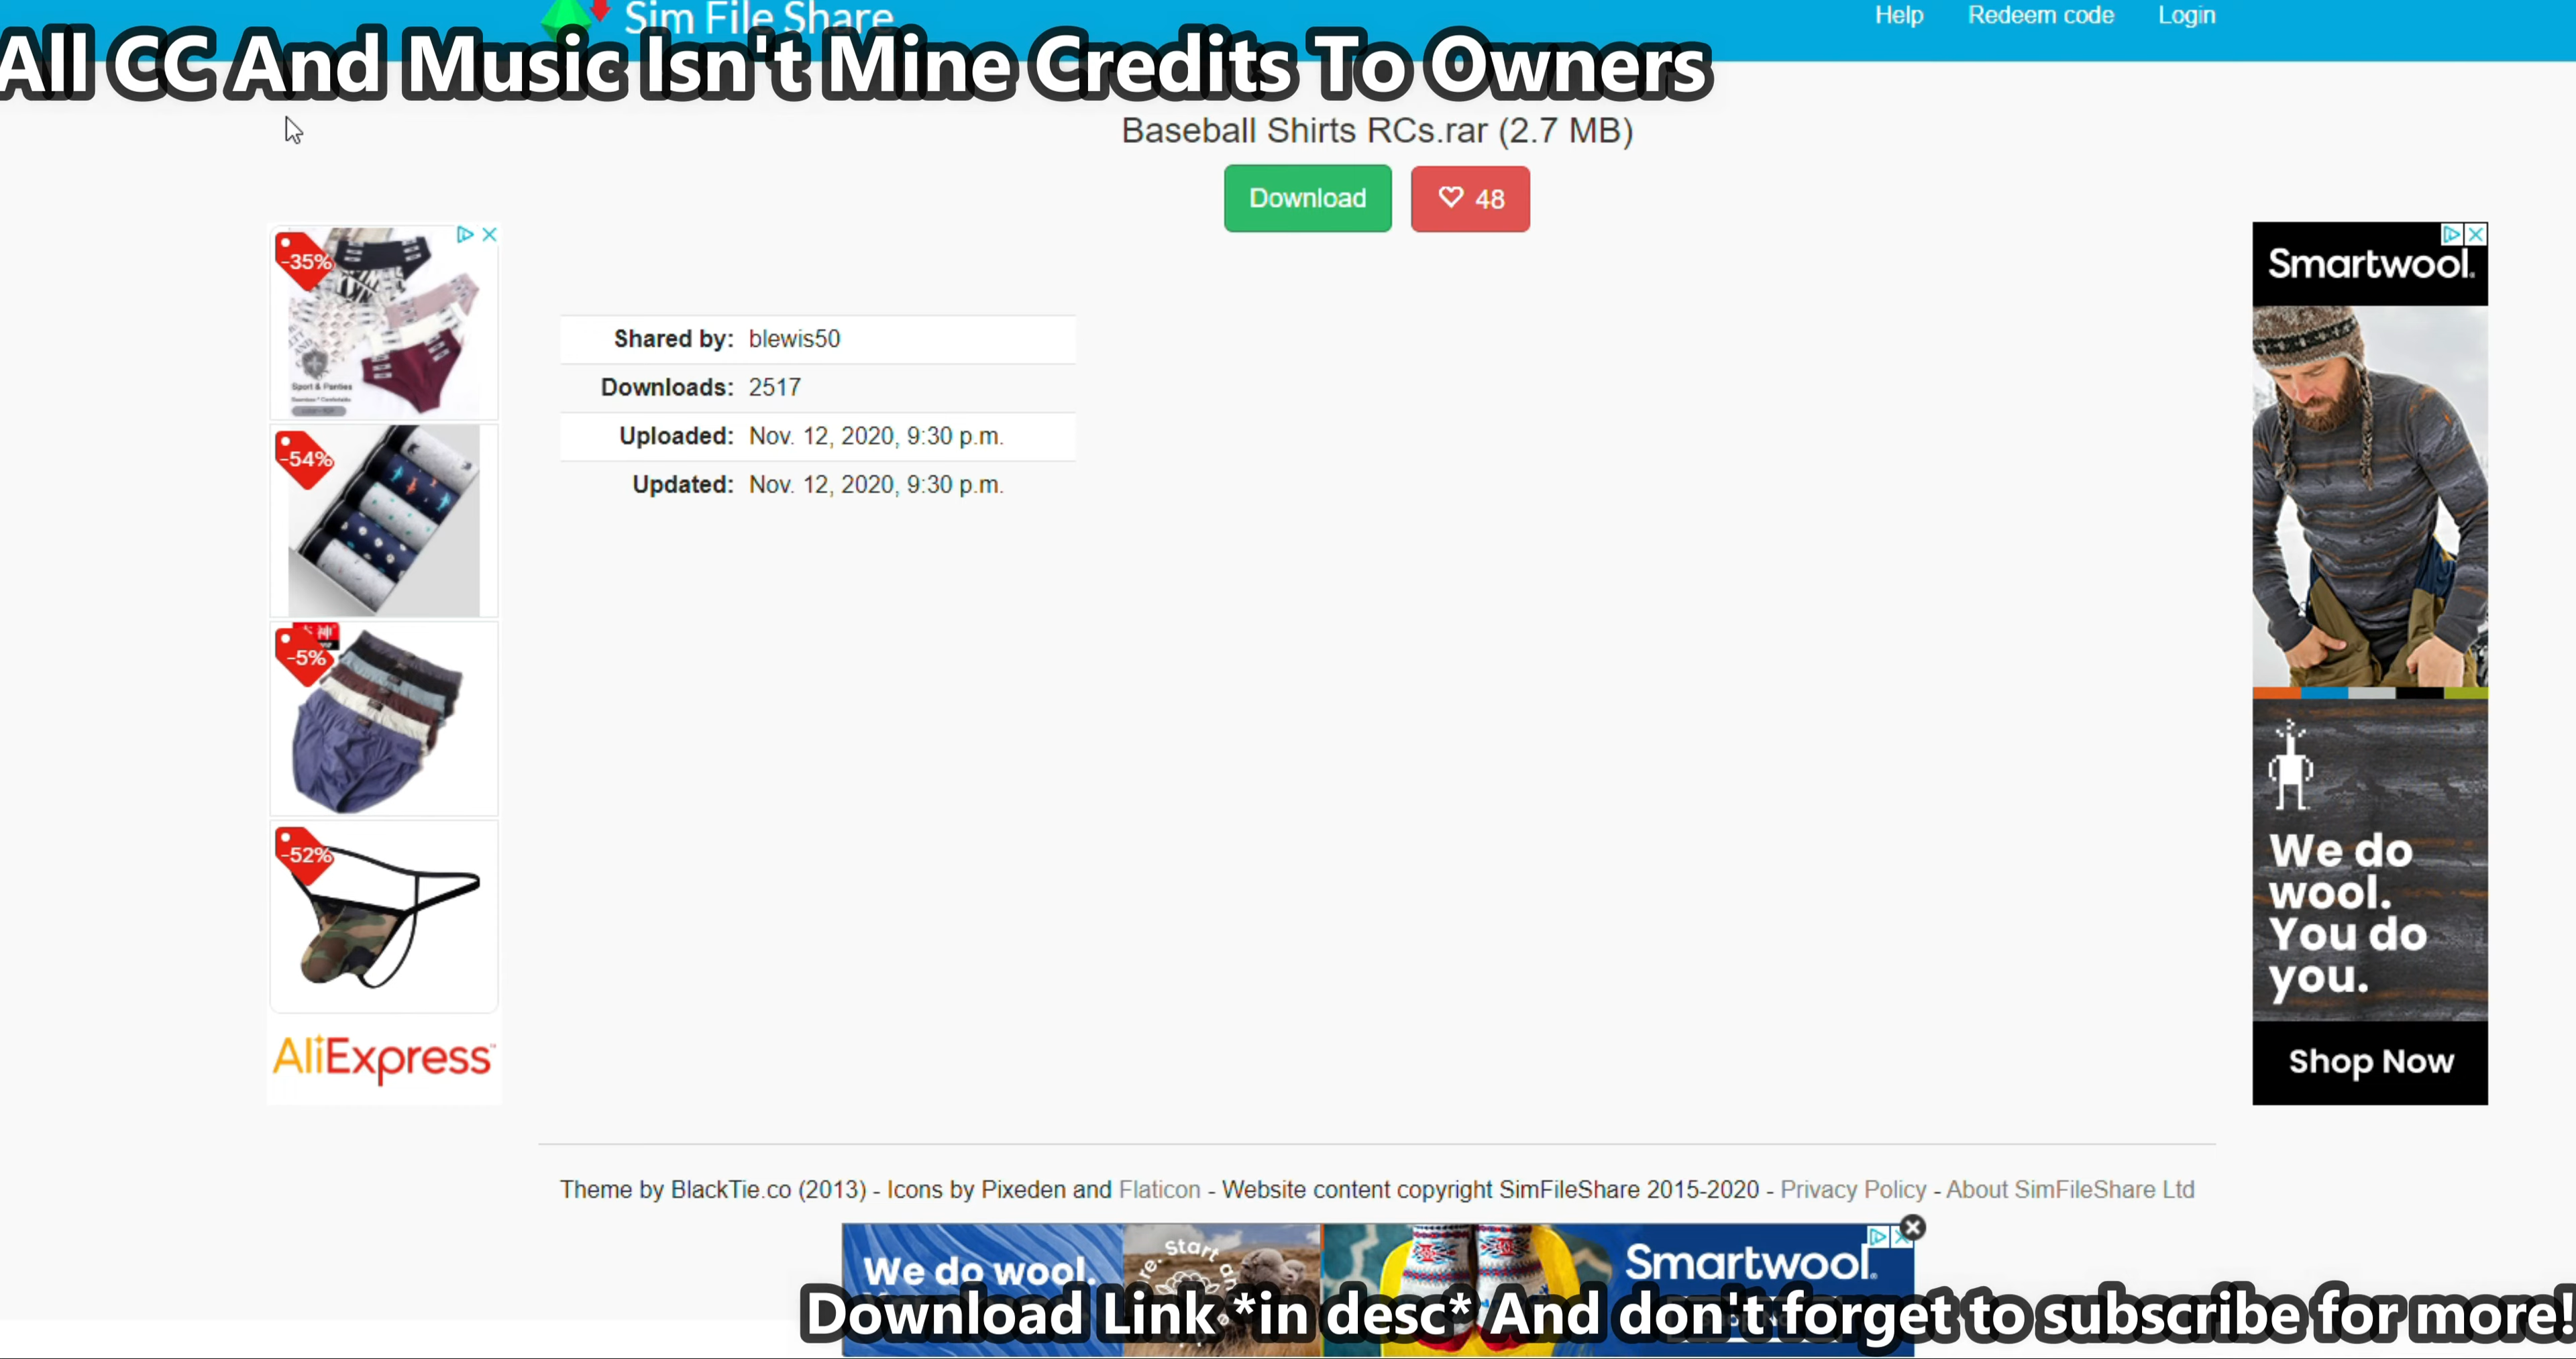 Sim File Share
Help Redeem code Login
All CC And Music Isn't Mine Credits To Owners
Baseball Shirts RCs.rar (2.7 MB)
Download 48
-35%
Sport & Panties
-54%
-5%
-52%
AliExpress
Shared by: blewis50
Downloads: 2517
Uploaded: Nov. 12, 2020, 9:30 p.m.
Updated: Nov. 12, 2020, 9:30 p.m.
Smartwool
We do
wool.
You do
you.
Shop Now
Theme by BlackTie.co (2013) - Icons by Pixeden and Flaticon - Website content copyright SimFileShare 2015-2020 - Privacy Policy - About SimFileShare Ltd
We do wool.
Start
Smartwool
Download Link *in desc* And don't forget to subscribe for more!